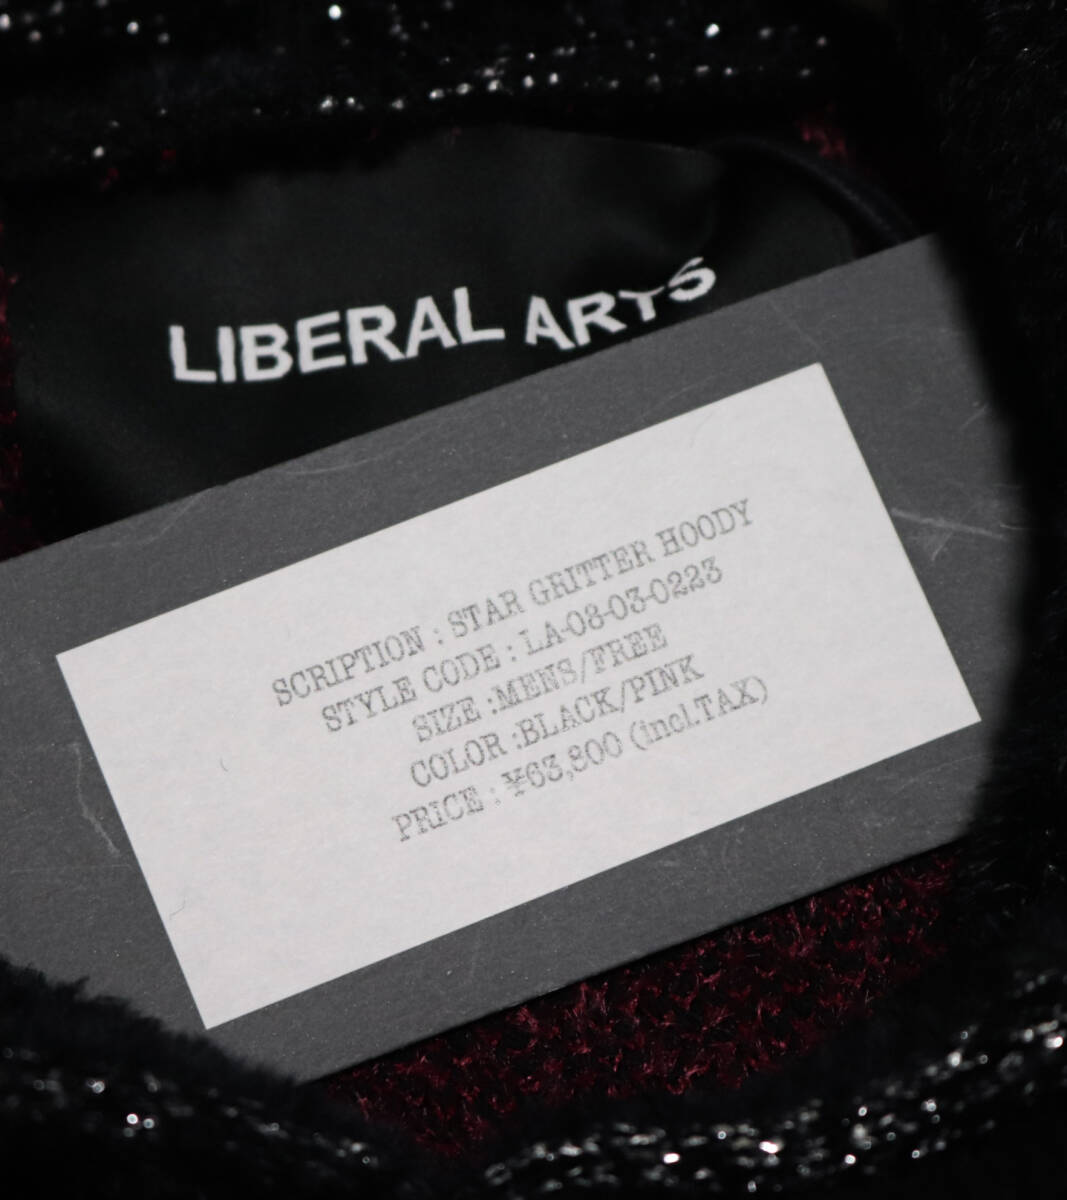 LIBERAL ARTS
SCRIPTION : STAR GRITTER HOODY
STYLE CODE : LA-08-03-0223
SIZE :MENS/FREE
COLOR :BLACK/PINK
PRICE : ¥63,800 (incl.TAX)